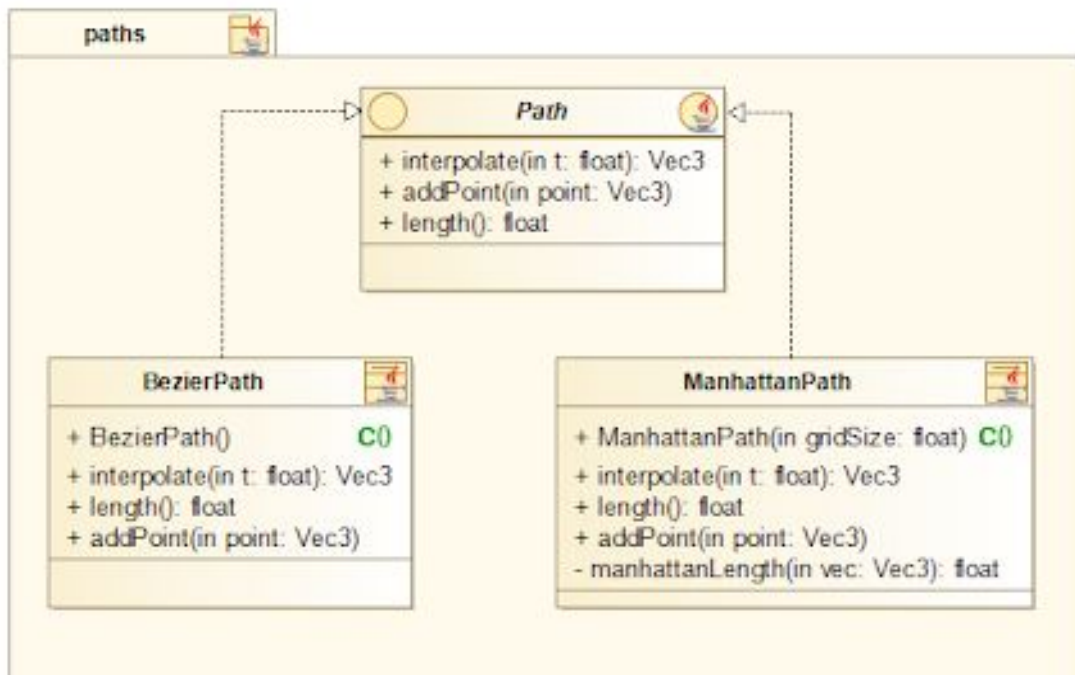 paths
Path
+ interpolate(in t: float): Vec3
+ addPoint(in point: Vec3)
+ length(): float
BezierPath
+ BezierPath() C()
+ interpolate(in t: float): Vec3
+ length(): float
+ addPoint(in point: Vec3)
ManhattanPath
+ ManhattanPath(in gridSize: float) C()
+ interpolate(in t: float): Vec3
+ length(): float
+ addPoint(in point: Vec3)
- manhattanLength(in vec: Vec3): float